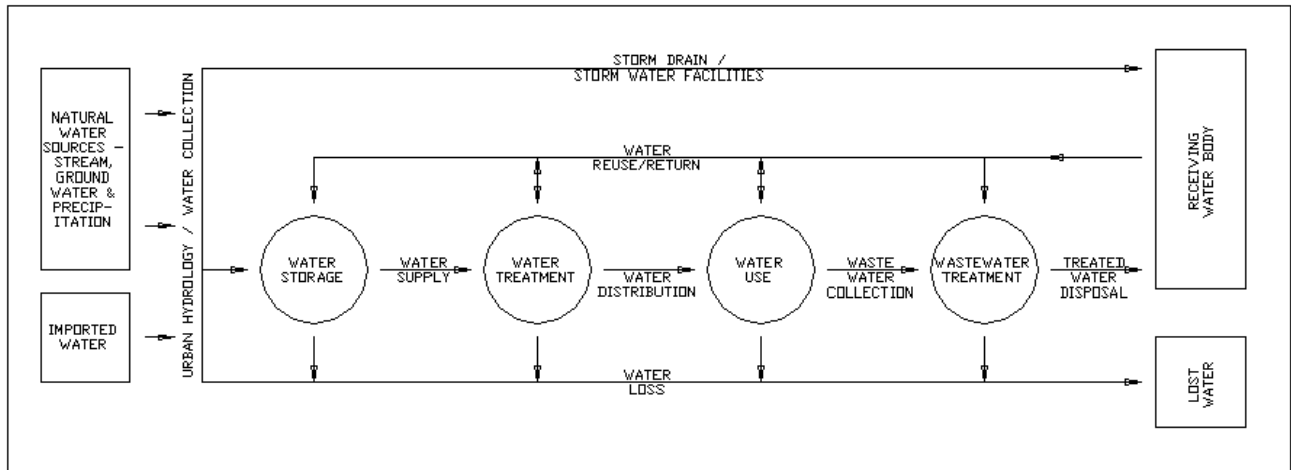 NATURAL
WATER
SOURCES –
STREAM,
GROUND
WATER &
PRECIP-
ITATION
IMPORTED
WATER
URBAN HYDROLOGY / WATER COLLECTION
STORM DRAIN /
STORM WATER FACILITIES
WATER
REUSE/RETURN
WATER
STORAGE
WATER
SUPPLY
WATER
TREATMENT
WATER
DISTRIBUTION
WATER
USE
WASTE
WATER
COLLECTION
WASTEWATER
TREATMENT
TREATED
WATER
DISPOSAL
RECEIVING
WATER BODY
WATER
LOSS
LOST
WATER